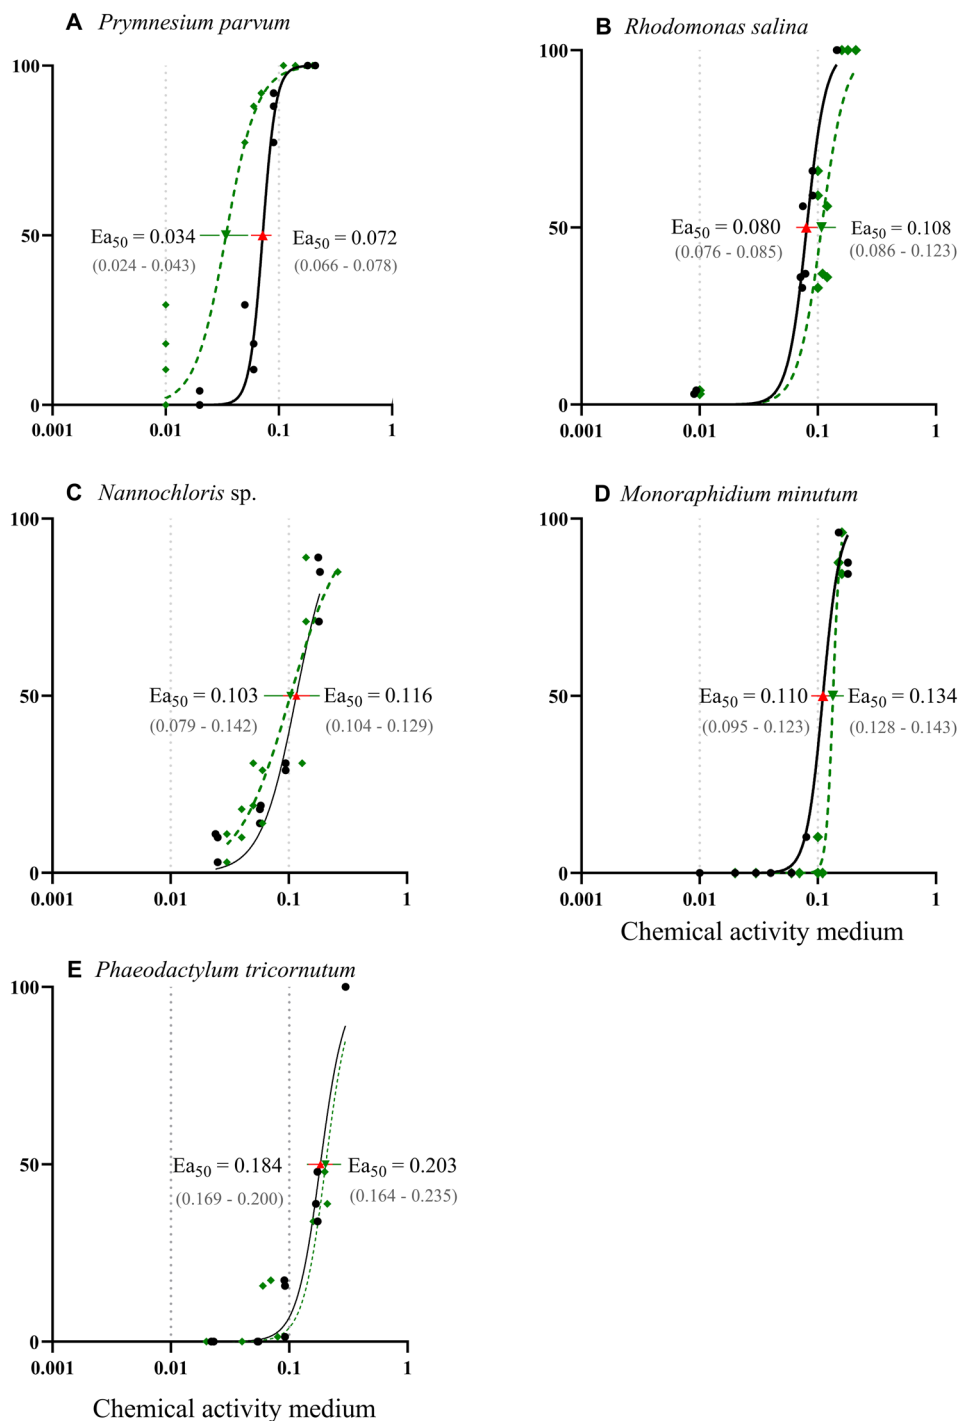 A Prymnesium parvum
100
50
0
Ea50 = 0.034
(0.024 - 0.043)
Ea50 = 0.072
(0.066 - 0.078)
0.001 0.01 0.1 1
B Rhodomonas salina
100
50
0
Ea50 = 0.080
(0.076 - 0.085)
Ea50 = 0.108
(0.086 - 0.123)
0.001 0.01 0.1 1
C Nannochloris sp.
100
50
0
Ea50 = 0.103
(0.079 - 0.142)
Ea50 = 0.116
(0.104 - 0.129)
0.001 0.01 0.1 1
D Monoraphidium minutum
100
50
0
Ea50 = 0.110
(0.095 - 0.123)
Ea50 = 0.134
(0.128 - 0.143)
0.001 0.01 0.1 1
Chemical activity medium
E Phaeodactylum tricornutum
100
50
0
Ea50 = 0.184
(0.169 - 0.200)
Ea50 = 0.203
(0.164 - 0.235)
0.001 0.01 0.1 1
Chemical activity medium